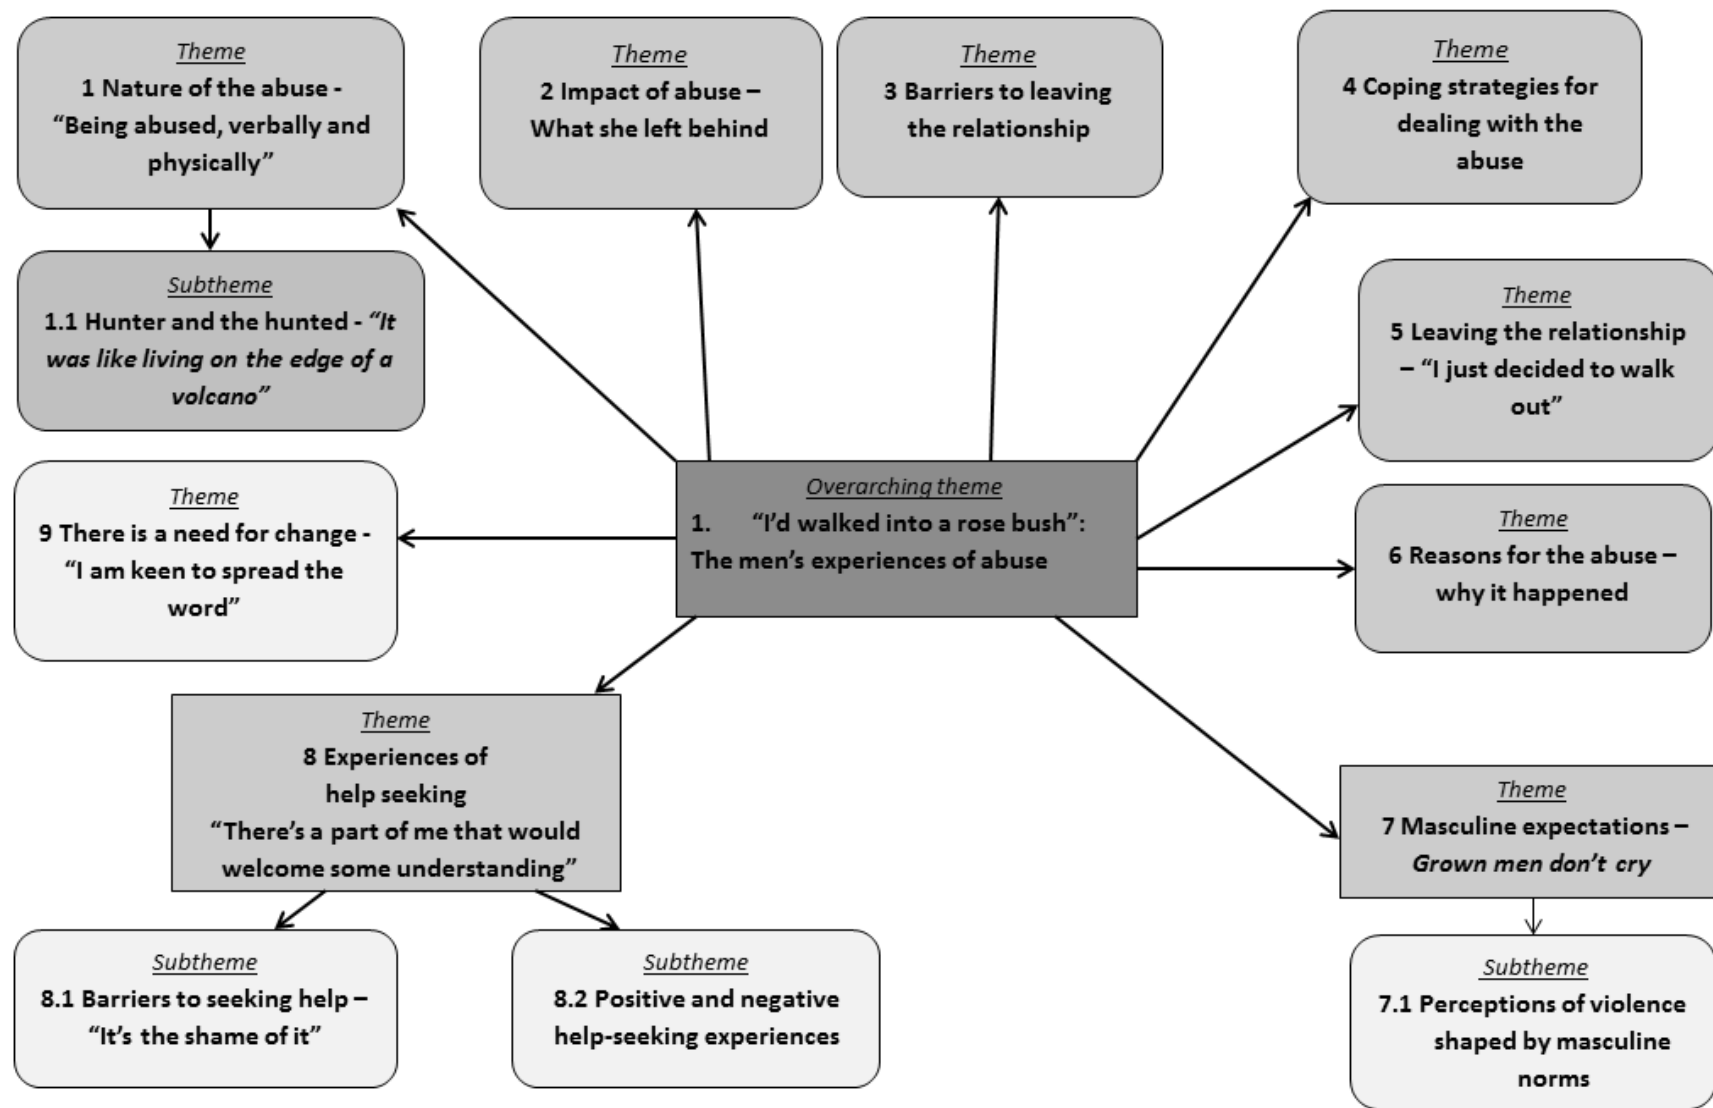 Theme
1 Nature of the abuse -
“Being abused, verbally and
physically”
Theme
2 Impact of abuse –
What she left behind
Theme
3 Barriers to leaving
the relationship
Theme
4 Coping strategies for
dealing with the
abuse
Subtheme
1.1 Hunter and the hunted - “It
was like living on the edge of a
volcano”
Theme
5 Leaving the relationship
– “I just decided to walk
out”
Theme
9 There is a need for change -
“I am keen to spread the
word”
Overarching theme
1. “I’d walked into a rose bush”:
The men’s experiences of abuse
Theme
6 Reasons for the abuse –
why it happened
Theme
8 Experiences of
help seeking
“There’s a part of me that would
welcome some understanding”
Theme
7 Masculine expectations –
Grown men don’t cry
Subtheme
8.1 Barriers to seeking help –
“It’s the shame of it”
Subtheme
8.2 Positive and negative
help-seeking experiences
Subtheme
7.1 Perceptions of violence
shaped by masculine
norms